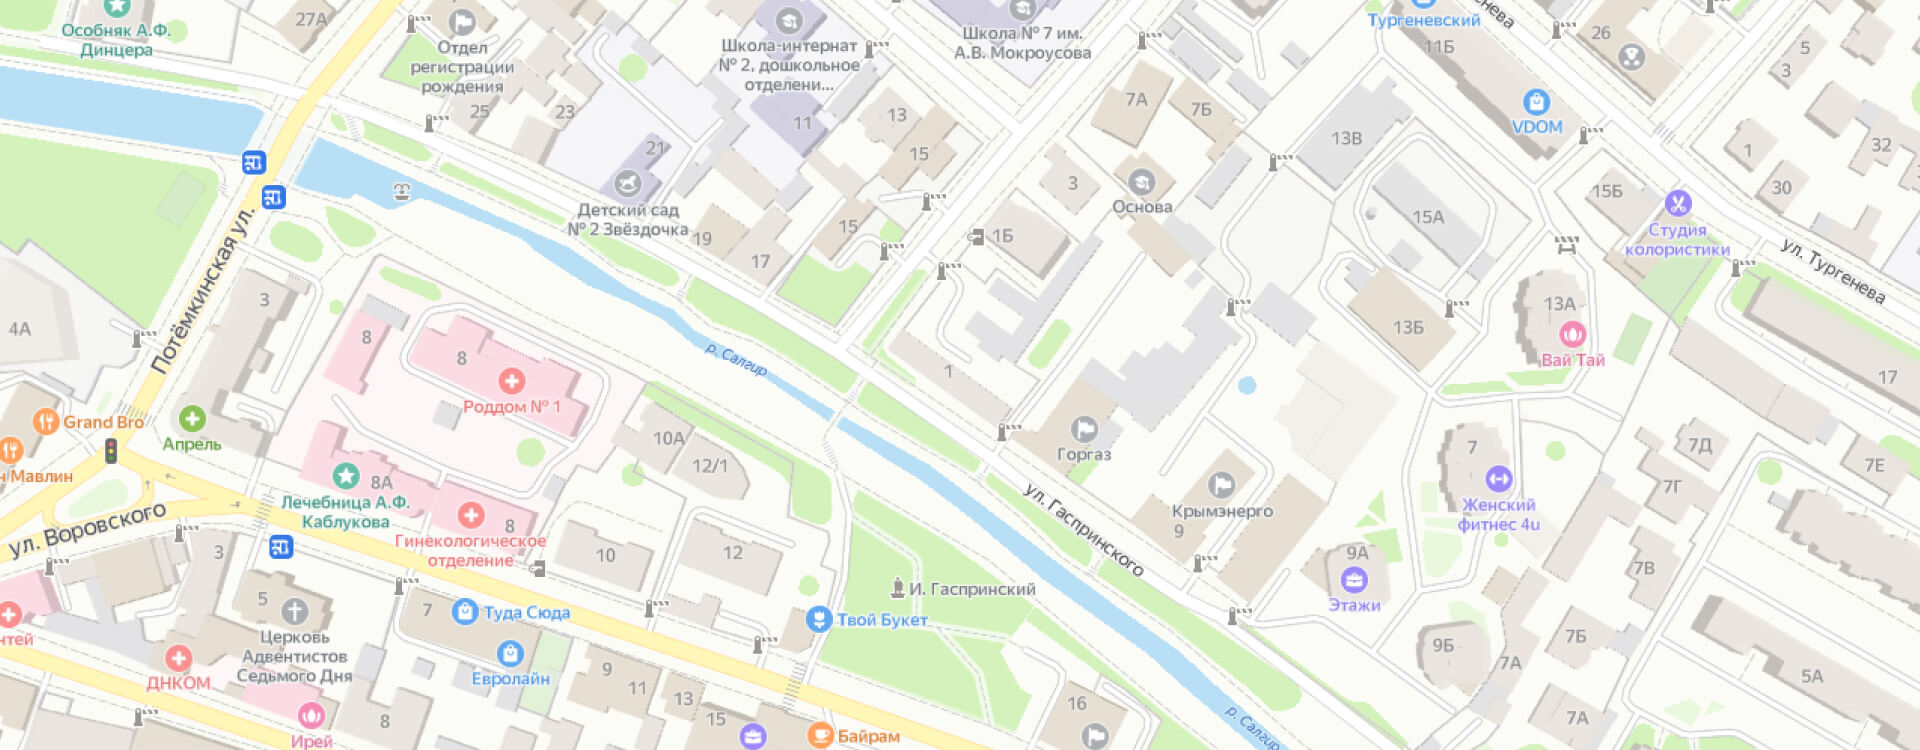 Особняк А.Ф.
Динцера
27А
Отдел
регистрации
рождения
25
23
Школа-интернат
№ 2, дошкольное
отделени...
11
13
15
Школа № 7 им.
А.В. Мокроусова
7А
7Б
Тургеневский
11Б
VDOM
26
5
3
32
1
30
13В
21
Детский сад
№ 2 Звёздочка
19
17
15
3
Основа
1Б
15А
15Б
Студия
колористики
ул. Тургенева
Потёмкинская ул.
3
4А
8
8
Роддом № 1
р. Салгир
1
13Б
13А
Вай Тай
17
Grand Bro
Апрель
Мавлин
8А
Лечебница А.Ф.
Каблукова
10А
12/1
Горгаз
7
Женский
фитнес 4u
7Д
7Е
7Г
ул. Воровского
8
Гинекологическое
отделение
10
12
ул. Гаспринского
Крымэнерго
9
9А
Этажи
7В
3
5
Церковь
Адвентистов
Седьмого Дня
7
Туда Сюда
Евролайн
И. Гаспринский
Твой Букет
ДНКОМ
9
11
13
15
Байрам
16
р. Салгир
9Б
7А
7Б
7А
5А
8
Ирей